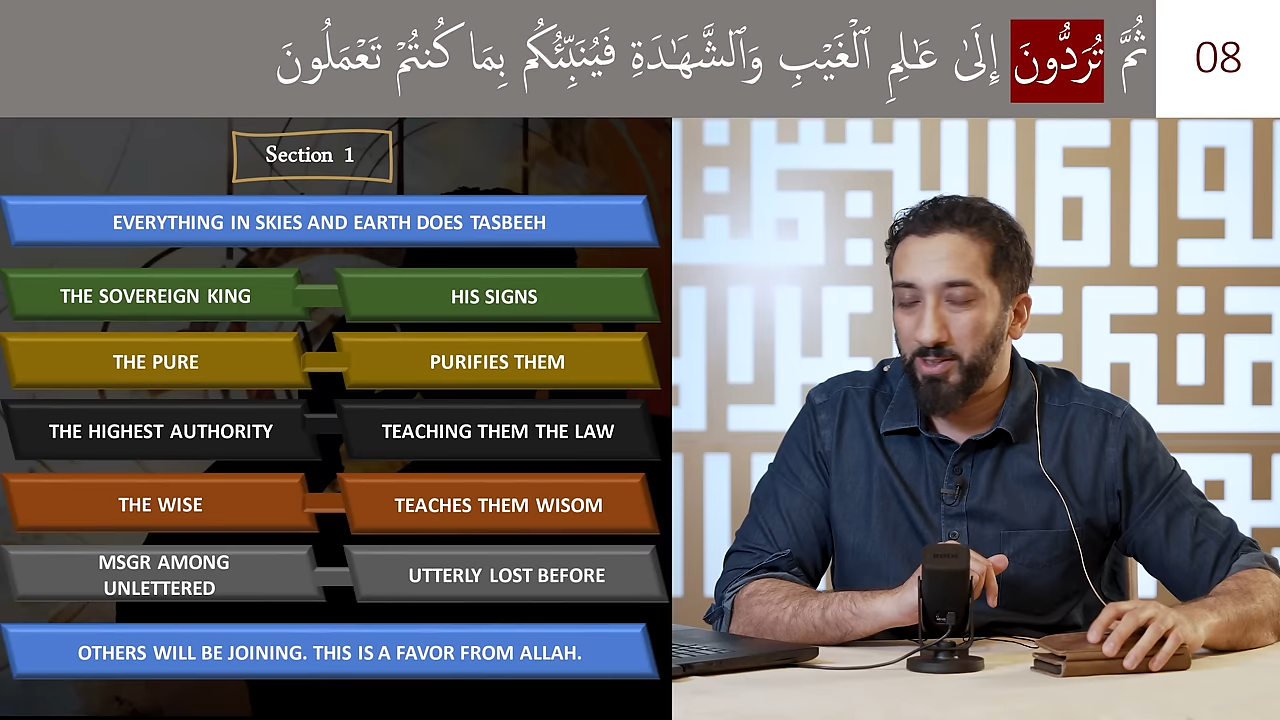 ثُمَّ تُرَدُّونَ إِلَىٰ عَـٰلِمِ ٱلْغَيْبِ وَٱلشَّهَـٰدَةِ فَيُنَبِّئُكُم بِمَا كُنتُمْ تَعْمَلُونَ
08
Section 1
EVERYTHING IN SKIES AND EARTH DOES TASBEEH
THE SOVEREIGN KING
HIS SIGNS
THE PURE
PURIFIES THEM
THE HIGHEST AUTHORITY
TEACHING THEM THE LAW
THE WISE
TEACHES THEM WISOM
MSGR AMONG
UNLETTERED
UTTERLY LOST BEFORE
OTHERS WILL BE JOINING. THIS IS A FAVOR FROM ALLAH.